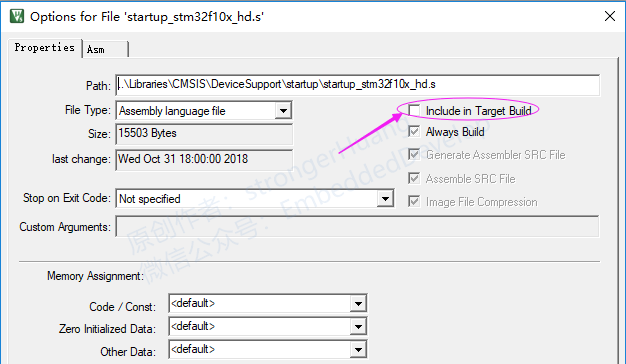 Options for File 'startup_stm32f10x_hd.s'
Properties
Asm
Path:
.\Libraries\CMSIS\DeviceSupport\startup\startup_stm32f10x_hd.s
File Type:
Assembly language file
Include in Target Build
Size:
15503 Bytes
Always Build
last change:
Wed Oct 31 18:00:00 2018
Generate Assembler SRC File
Assemble SRC File
Stop on Exit Code:
Not specified
Image File Compression
Custom Arguments:
原创作者：strongerHuang
微信公众号：EmbeddedDevelop
Memory Assignment:
Code / Const:
<default>
Zero Initialized Data:
<default>
Other Data:
<default>